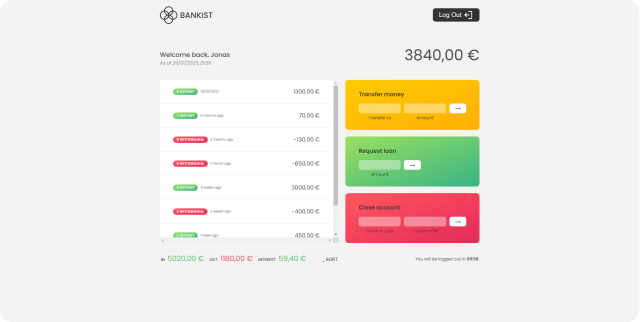 BANKIST
Log Out
Welcome back, Jonas
As of 25/01/2023, 21:50
3840,00 €
8 DEPOSIT 1300,00 €
7 DEPOSIT 5 months ago 70,00 €
6 WITHDRAWAL 2 months ago -130,00 €
5 WITHDRAWAL 1 month ago -650,00 €
4 DEPOSIT 3 weeks ago 3000,00 €
3 WITHDRAWAL 2 weeks ago -400,00 €
2 DEPOSIT 1 week ago 450,00 €
Transfer money
→
Transfer to Amount
Request loan
→
Amount
Close account
→
Confirm user Confirm PIN
IN 5020,00 € OUT 1180,00 € INTEREST 59,40 € ↓ SORT
You will be logged out in 09:58